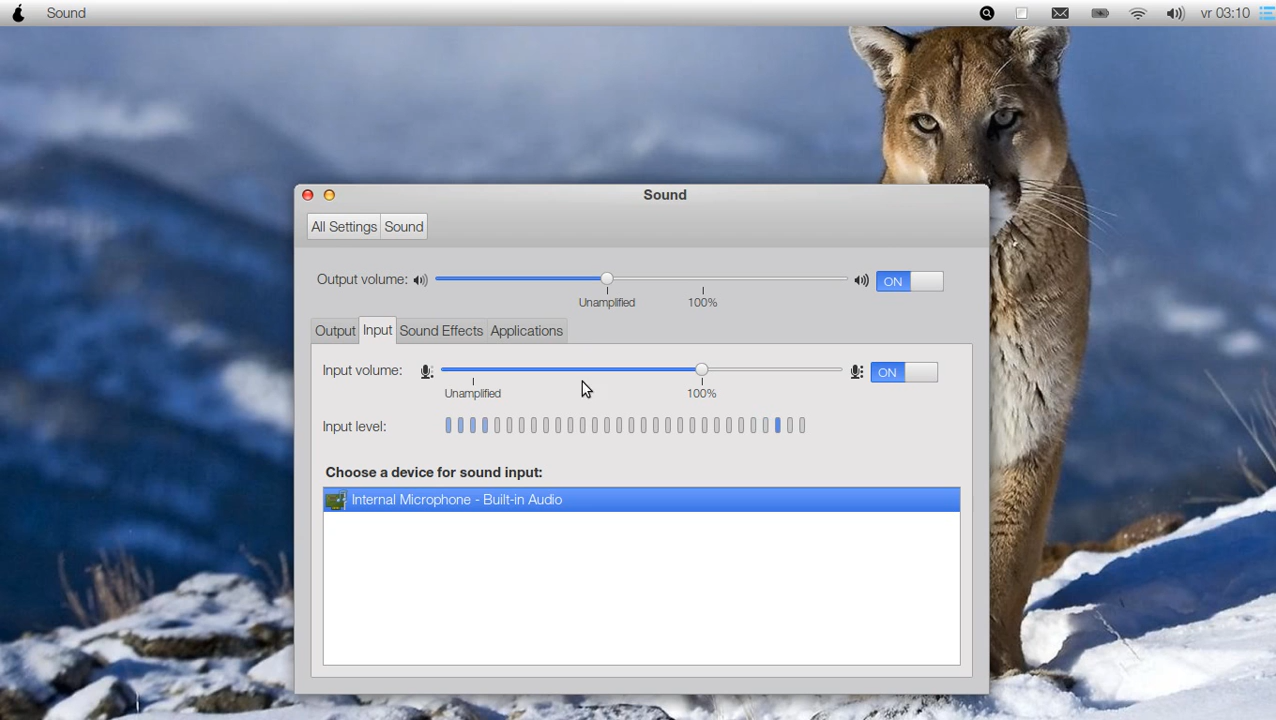 Sound
vr 03:10
Sound
All Settings Sound
Output volume: ON
Unamplified 100%
Output Input Sound Effects Applications
Input volume: ON
Unamplified 100%
Input level:
Choose a device for sound input:
Internal Microphone - Built-in Audio